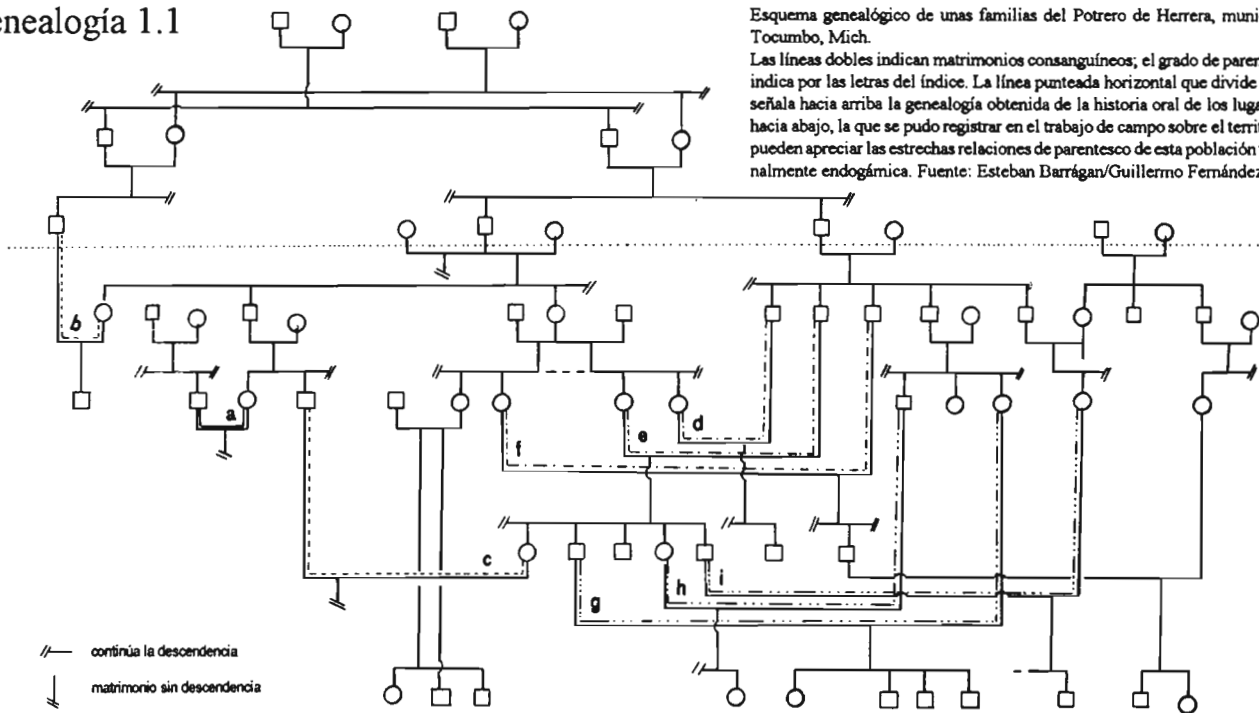 enealogía 1.1
Esquema genealógico de unas familias del Potrero de Herrera, muni
Tocumbo, Mich.
Las líneas dobles indican matrimonios consanguíneos; el grado de paren
indica por las letras del índice. La línea punteada horizontal que divide
señala hacia arriba la genealogía obtenida de la historia oral de los luga
hacia abajo, la que se pudo registrar en el trabajo de campo sobre el territ
pueden apreciar las estrechas relaciones de parentesco de esta población
nalmente endogámica. Fuente: Esteban Barrágan/Guillermo Fernández
b
a
d
e
f
c
i
h
g
continúa la descendencia
matrimonio sin descendencia